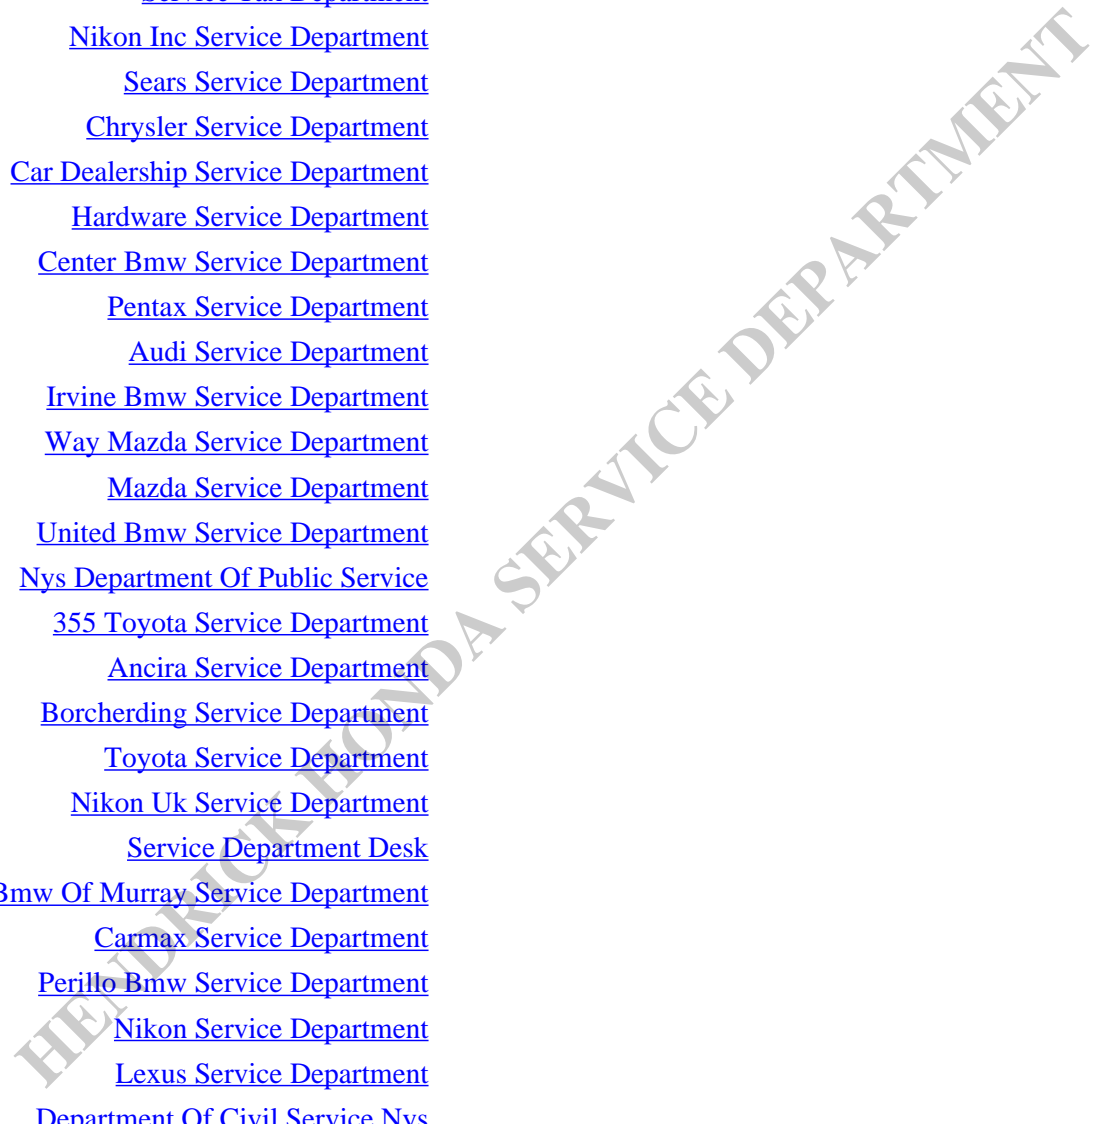 Service Tax Department
Nikon Inc Service Department
Sears Service Department
Chrysler Service Department
Car Dealership Service Department
Hardware Service Department
Center Bmw Service Department
Pentax Service Department
Audi Service Department
Irvine Bmw Service Department
Way Mazda Service Department
Mazda Service Department
United Bmw Service Department
Nys Department Of Public Service
355 Toyota Service Department
Ancira Service Department
Borcherding Service Department
Toyota Service Department
Nikon Uk Service Department
Service Department Desk
Bmw Of Murray Service Department
Carmax Service Department
Perillo Bmw Service Department
Nikon Service Department
Lexus Service Department
Department Of Civil Service Nys
HENDRICK HONDA SERVICE DEPARTMENT